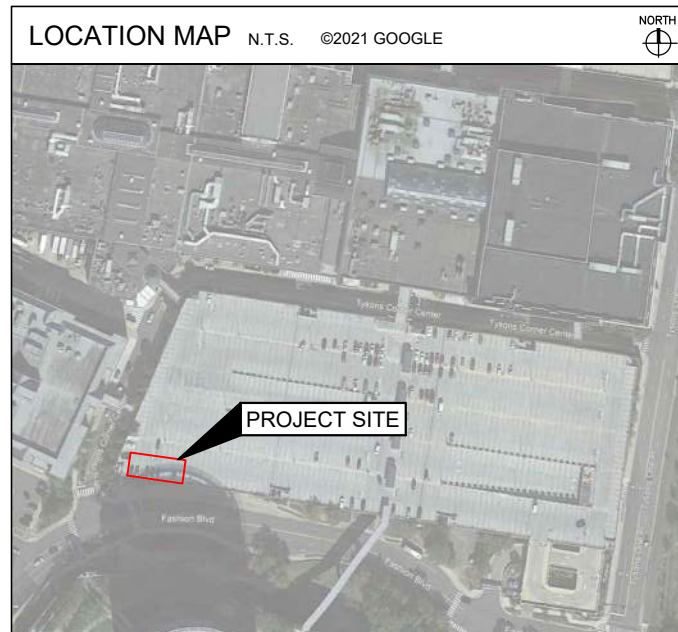 LOCATION MAP N.T.S. ©2021 GOOGLE
NORTH
Tysons Corner Center
Tysons Corner Center
PROJECT SITE
Fashion Blvd
Fashion Blvd